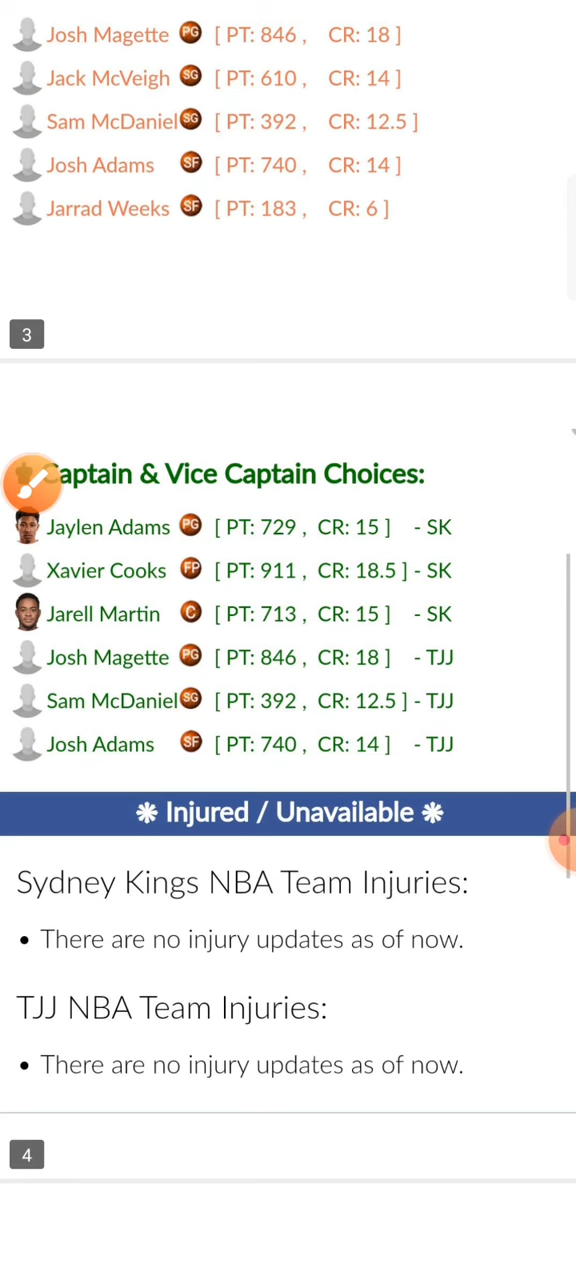 Josh Magette PG [ PT: 846 , CR: 18 ]
Jack McVeigh SG [ PT: 610 , CR: 14 ]
Sam McDaniel SG [ PT: 392 , CR: 12.5 ]
Josh Adams SF [ PT: 740 , CR: 14 ]
Jarrad Weeks SF [ PT: 183 , CR: 6 ]
3
Captain & Vice Captain Choices:
Jaylen Adams PG [ PT: 729 , CR: 15 ] - SK
Xavier Cooks FP [ PT: 911 , CR: 18.5 ] - SK
Jarell Martin C [ PT: 713 , CR: 15 ] - SK
Josh Magette PG [ PT: 846 , CR: 18 ] - TJJ
Sam McDaniel SG [ PT: 392 , CR: 12.5 ] - TJJ
Josh Adams SF [ PT: 740 , CR: 14 ] - TJJ
Injured / Unavailable
Sydney Kings NBA Team Injuries:
• There are no injury updates as of now.
TJJ NBA Team Injuries:
• There are no injury updates as of now.
4